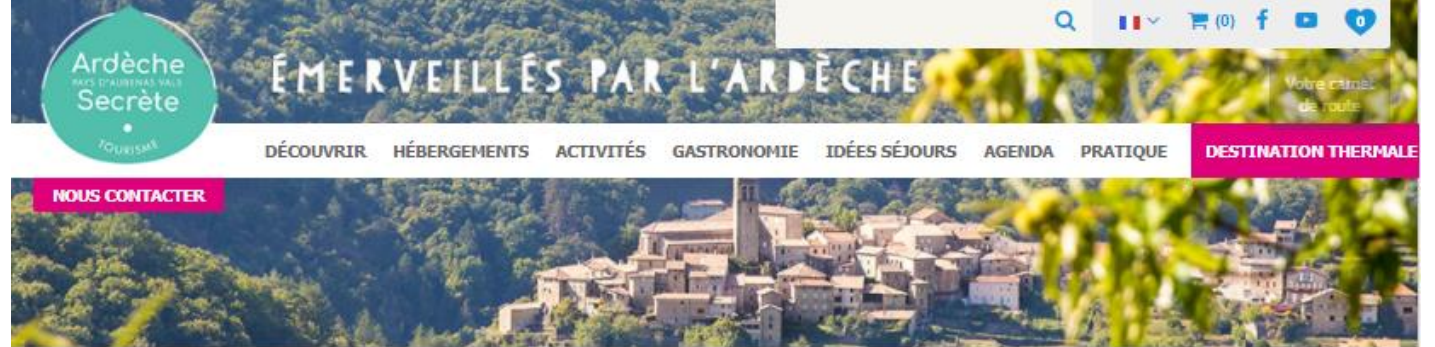 Ardèche
PAYS D'AUBENAS VALS
Secrète
TOURISME
ÉMERVEILLÉS PAR L'ARDÈCHE
(0)
0
Votre carnet
de route
DÉCOUVRIR HÉBERGEMENTS ACTIVITÉS GASTRONOMIE IDÉES SÉJOURS AGENDA PRATIQUE DESTINATION THERMALE
NOUS CONTACTER